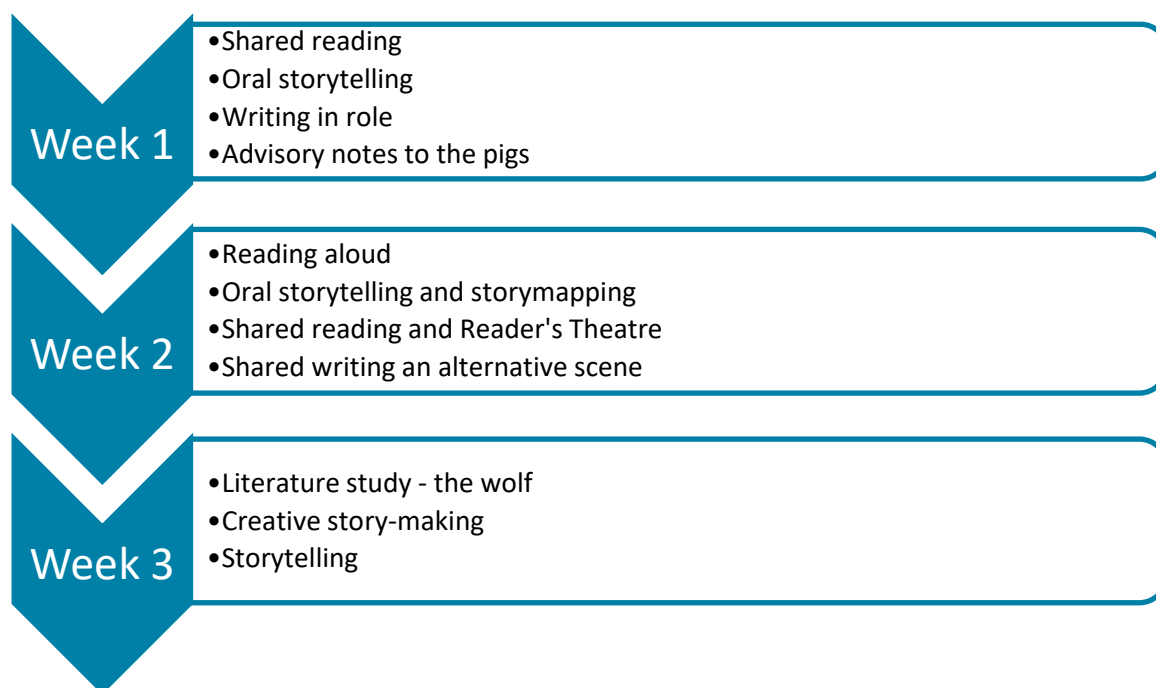 Week 1
•Shared reading
•Oral storytelling
•Writing in role
•Advisory notes to the pigs
Week 2
•Reading aloud
•Oral storytelling and storymapping
•Shared reading and Reader's Theatre
•Shared writing an alternative scene
Week 3
•Literature study - the wolf
•Creative story-making
•Storytelling